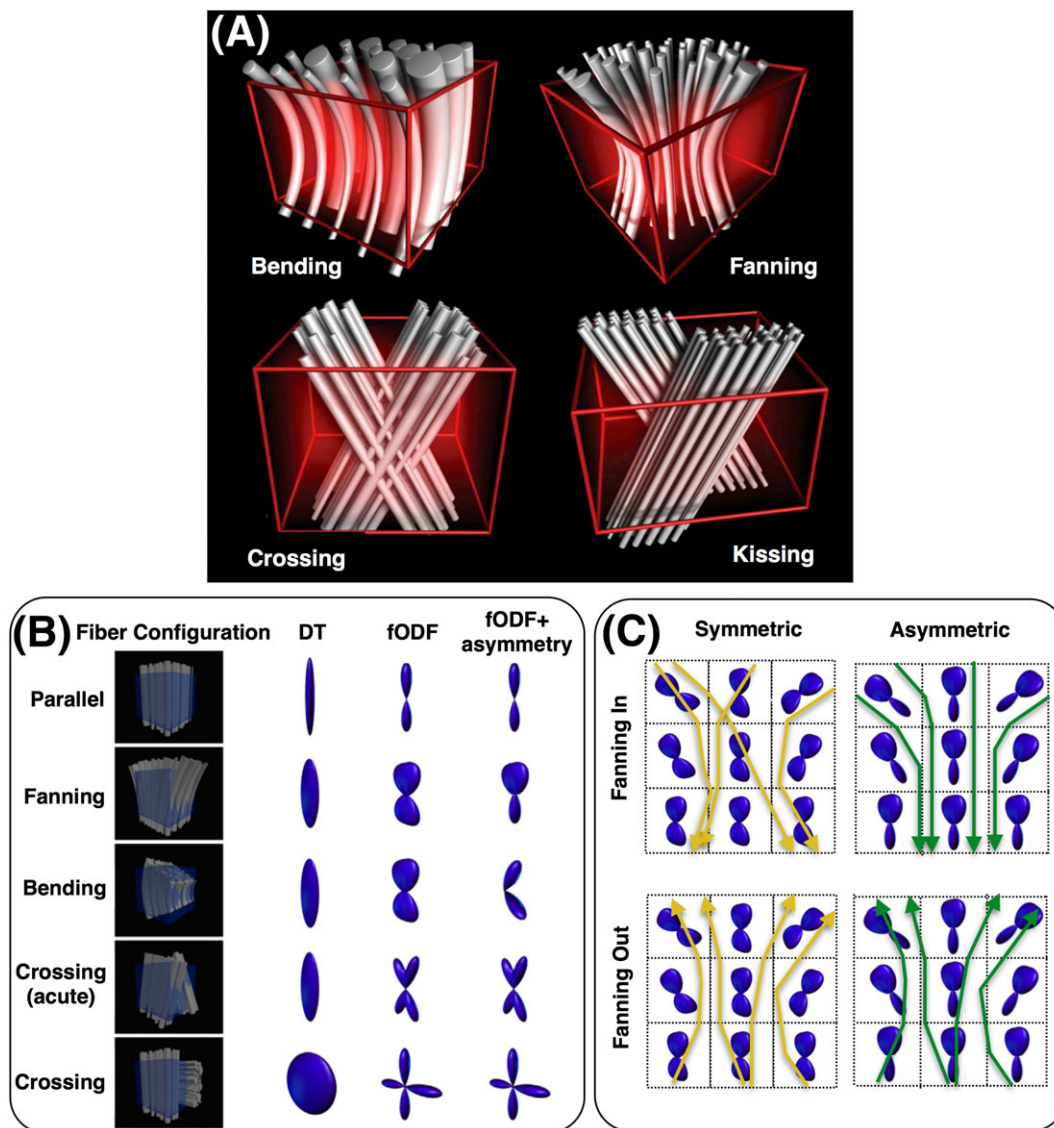 (A)
Bending
Fanning
Crossing
Kissing
(B)
Fiber Configuration
DT
fODF
fODF+
asymmetry
Parallel
Fanning
Bending
Crossing
(acute)
Crossing
(C)
Symmetric
Asymmetric
Fanning In
Fanning Out